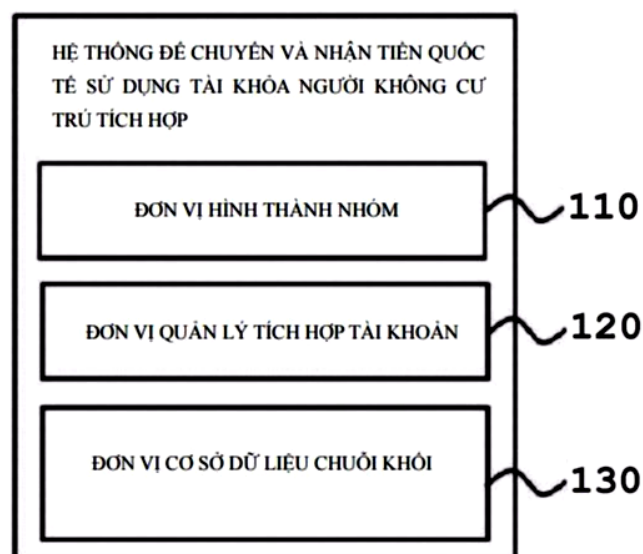 HỆ THỐNG ĐỂ CHUYỂN VÀ NHẬN TIỀN QUỐC
TẾ SỬ DỤNG TÀI KHỎA NGƯỜI KHÔNG CƯ
TRÚ TÍCH HỢP
ĐƠN VỊ HÌNH THÀNH NHÓM
110
ĐƠN VỊ QUẢN LÝ TÍCH HỢP TÀI KHOẢN
120
ĐƠN VỊ CƠ SỞ DỮ LIỆU CHUỖI KHỐI
130